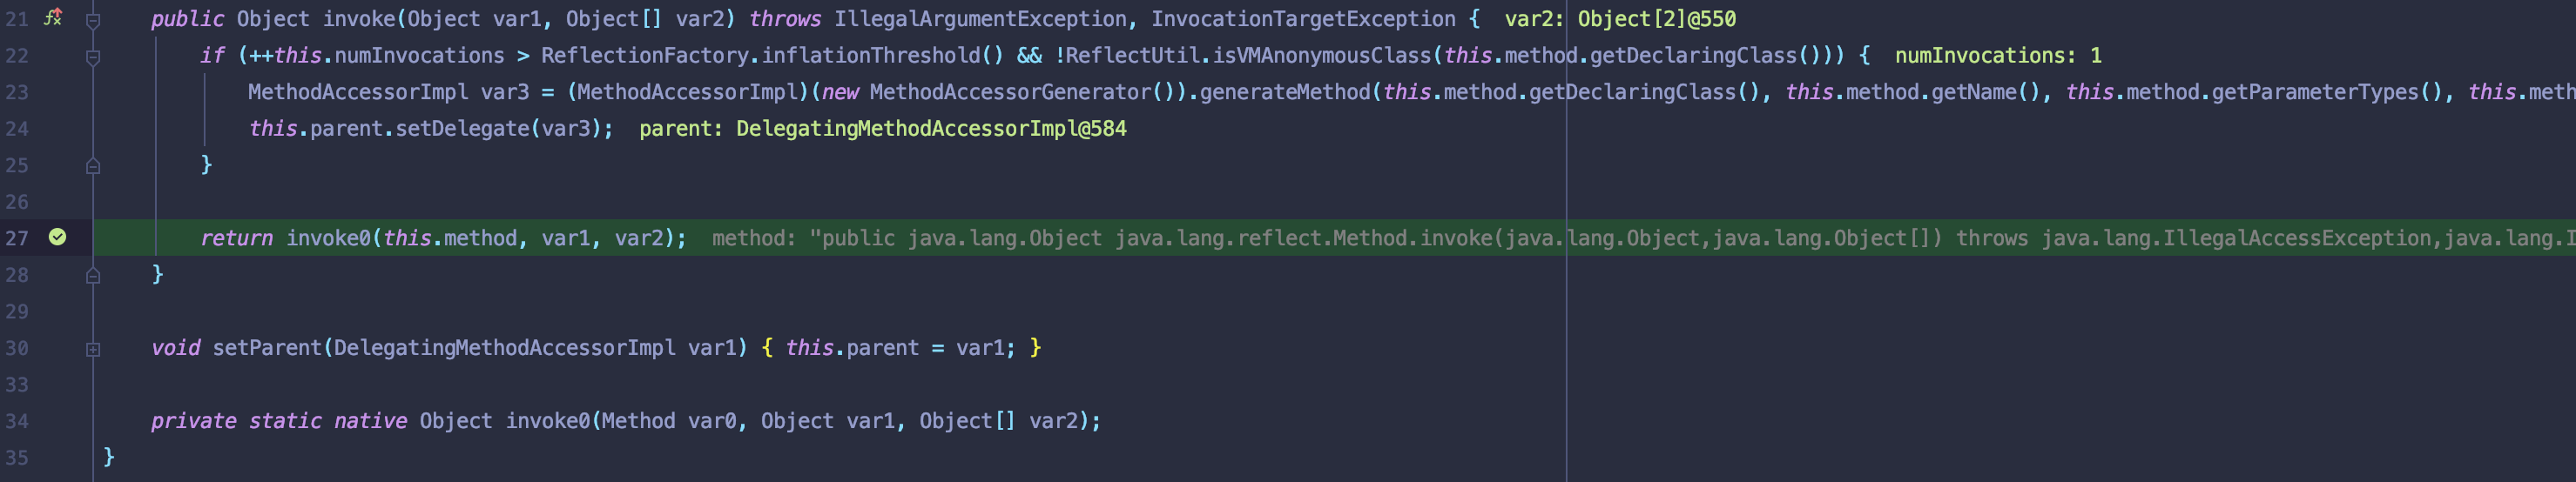 21 public Object invoke(Object var1, Object[] var2) throws IllegalArgumentException, InvocationTargetException { var2: Object[2]@550
22 if (++this.numInvocations > ReflectionFactory.inflationThreshold() && !ReflectUtil.isVMAnonymousClass(this.method.getDeclaringClass())) { numInvocations: 1
23 MethodAccessorImpl var3 = (MethodAccessorImpl)(new MethodAccessorGenerator()).generateMethod(this.method.getDeclaringClass(), this.method.getName(), this.method.getParameterTypes(), this.meth
24 this.parent.setDelegate(var3); parent: DelegatingMethodAccessorImpl@584
25 }
26
27 return invoke0(this.method, var1, var2); method: "public java.lang.Object java.lang.reflect.Method.invoke(java.lang.Object,java.lang.Object[]) throws java.lang.IllegalAccessException,java.lang.I
28 }
29
30 void setParent(DelegatingMethodAccessorImpl var1) { this.parent = var1; }
33
34 private static native Object invoke0(Method var0, Object var1, Object[] var2);
35 }